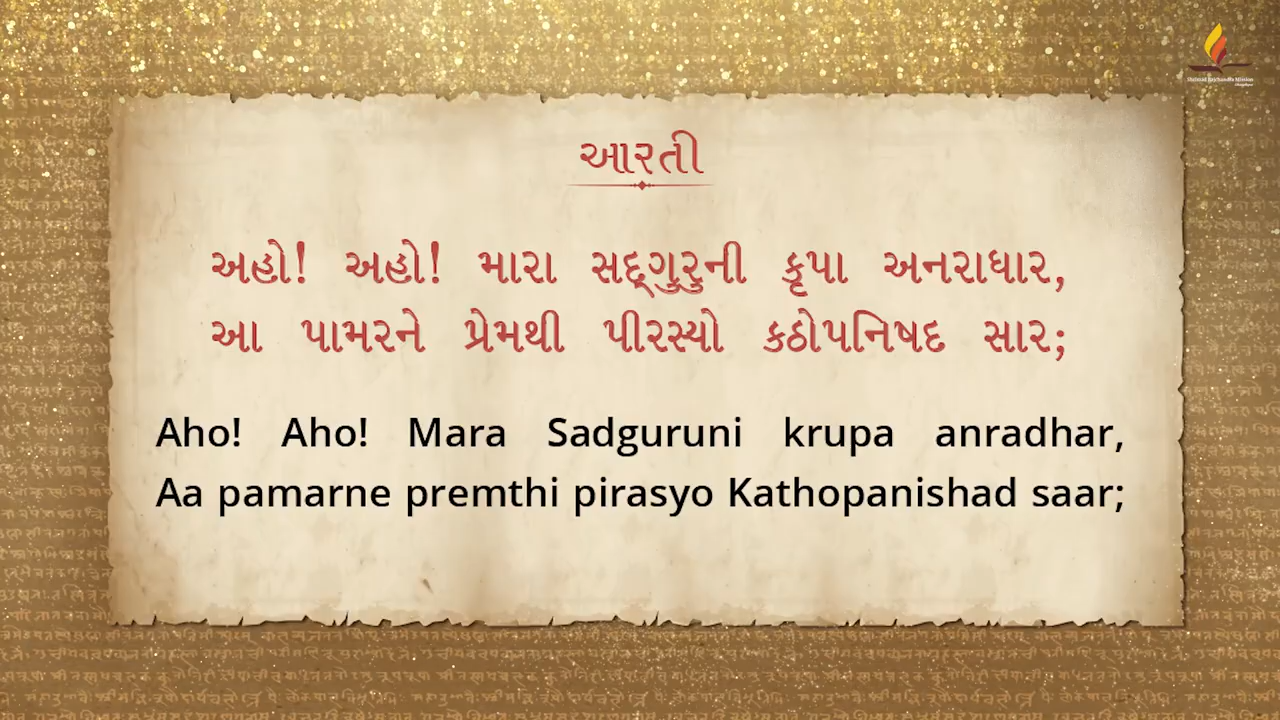 આરતી
અહો! અહો! મારા સદ્ગુરુની કૃપા અનરાધાર,
આ પામરને પ્રેમથી પીરસ્યો કઠોપનિષદ સાર;
Aho! Aho! Mara Sadguruni krupa anradhar,
Aa pamarne premthi pirasyo Kathopanishad saar;